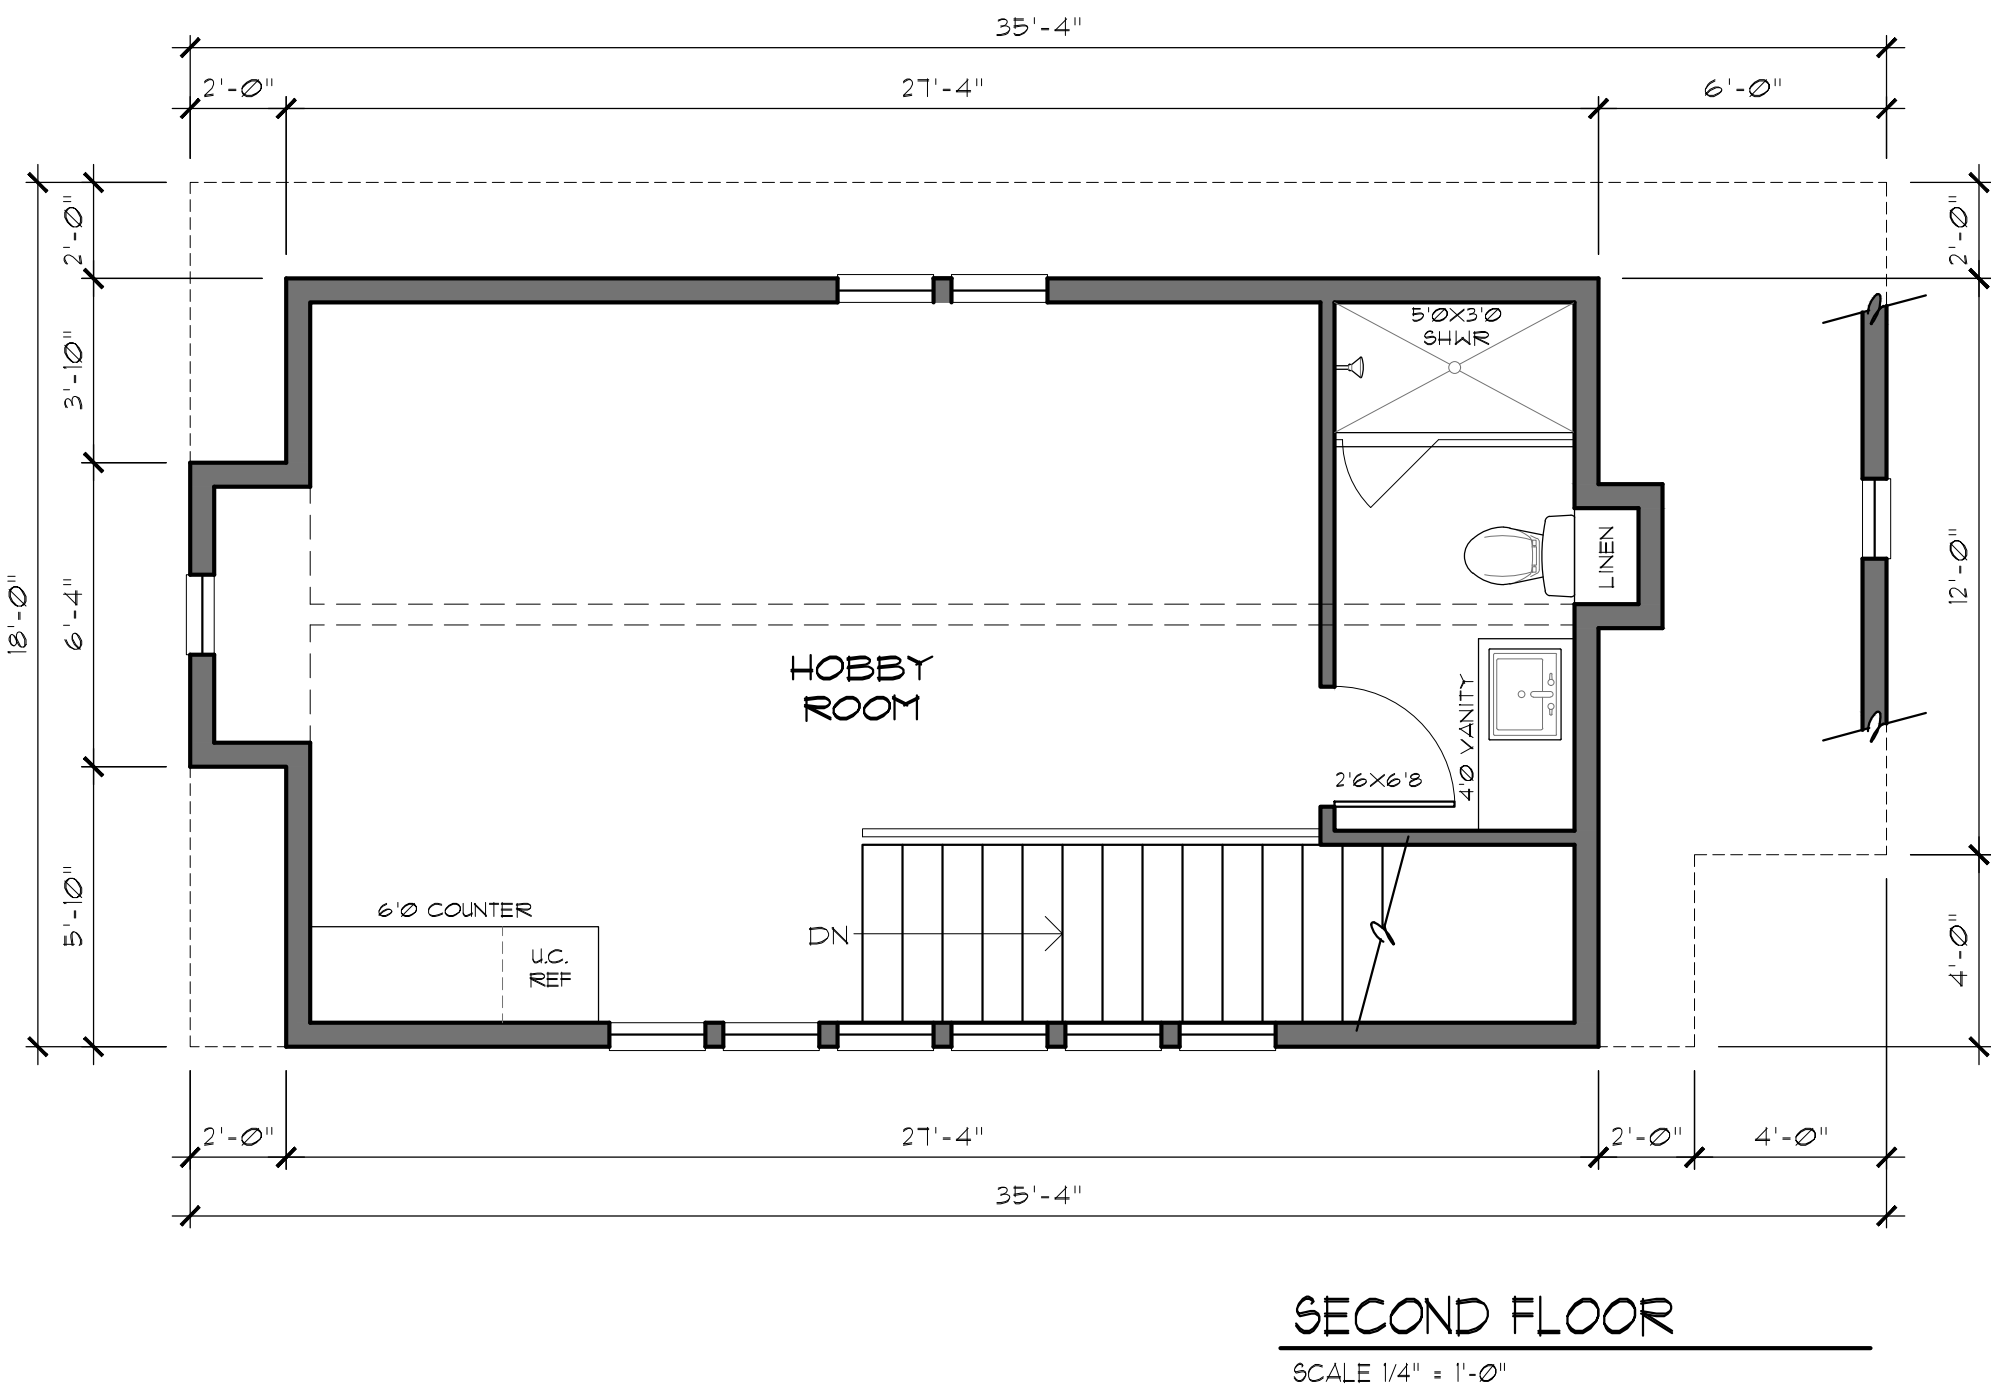 35'-4"
2'-0"
27'-4"
6'-0"
18'-0"
2'-0"
3'-10"
6'-4"
5'-10"
2'-0"
12'-0"
4'-0"
5'0X3'0
SHWR
LINEN
HOBBY
ROOM
4'0 VANITY
2'6X6'8
6'0 COUNTER
U.C.
REF
DN
2'-0"
27'-4"
2'-0"
4'-0"
35'-4"
SECOND FLOOR
SCALE 1/4" = 1'-0"